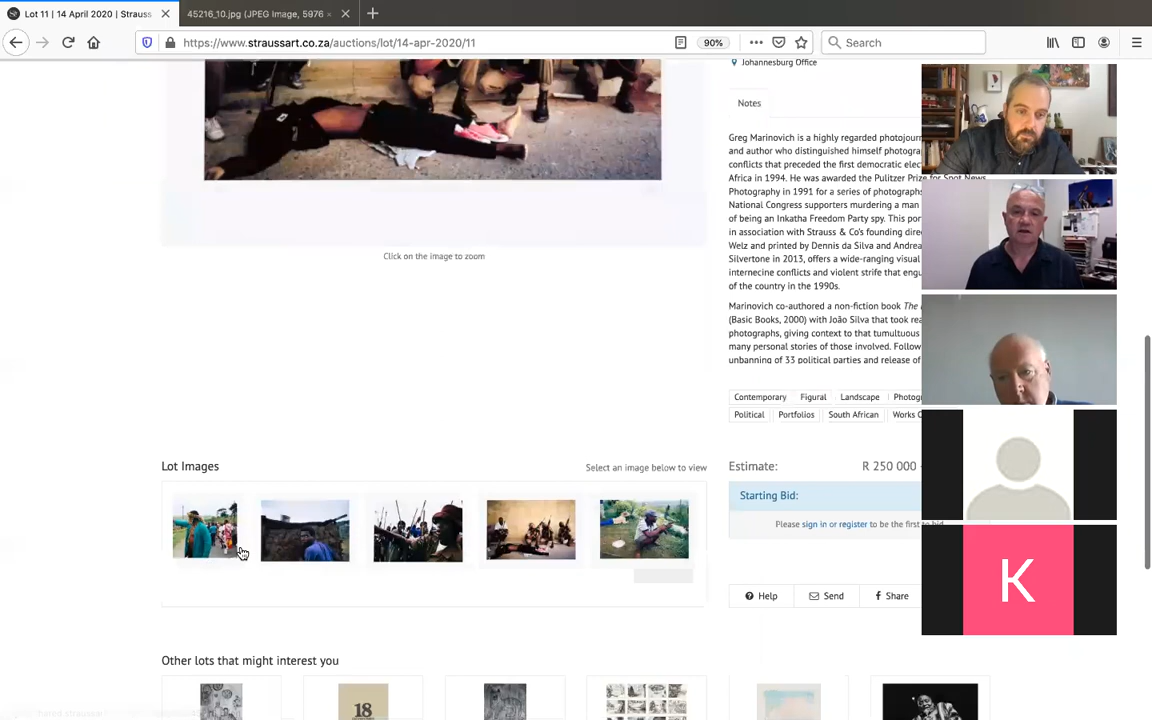 Lot 11 | 14 April 2020 | Strauss
45216_10.jpg (JPEG Image, 5976
https://www.straussart.co.za/auctions/lot/14-apr-2020/11
90%
Search
Johannesburg Office
Notes
Greg Marinovich is a highly regarded photojourn
and author who distinguished himself photogra
conflicts that preceded the first democratic elec
Africa in 1994. He was awarded the Pulitzer Prize for Spot News
Photography in 1991 for a series of photographs
National Congress supporters murdering a man
of being an Inkatha Freedom Party spy. This por
in association with Strauss & Co's founding dire
Welz and printed by Dennis da Silva and Andrea
Silvertone in 2013, offers a wide-ranging visual
internecine conflicts and violent strife that engu
of the country in the 1990s.
Marinovich co-authored a non-fiction book The
(Basic Books, 2000) with João Silva that took rea
photographs, giving context to that tumultuous
many personal stories of those involved. Follow
unbanning of 33 political parties and release of
Click on the image to zoom
Contemporary Figural Landscape Photog
Political Portfolios South African Works
Lot Images
Select an image below to view
Estimate: R 250 000 -
Starting Bid:
Please sign in or register to be the first to bid
Help Send Share
Other lots that might interest you
18
K